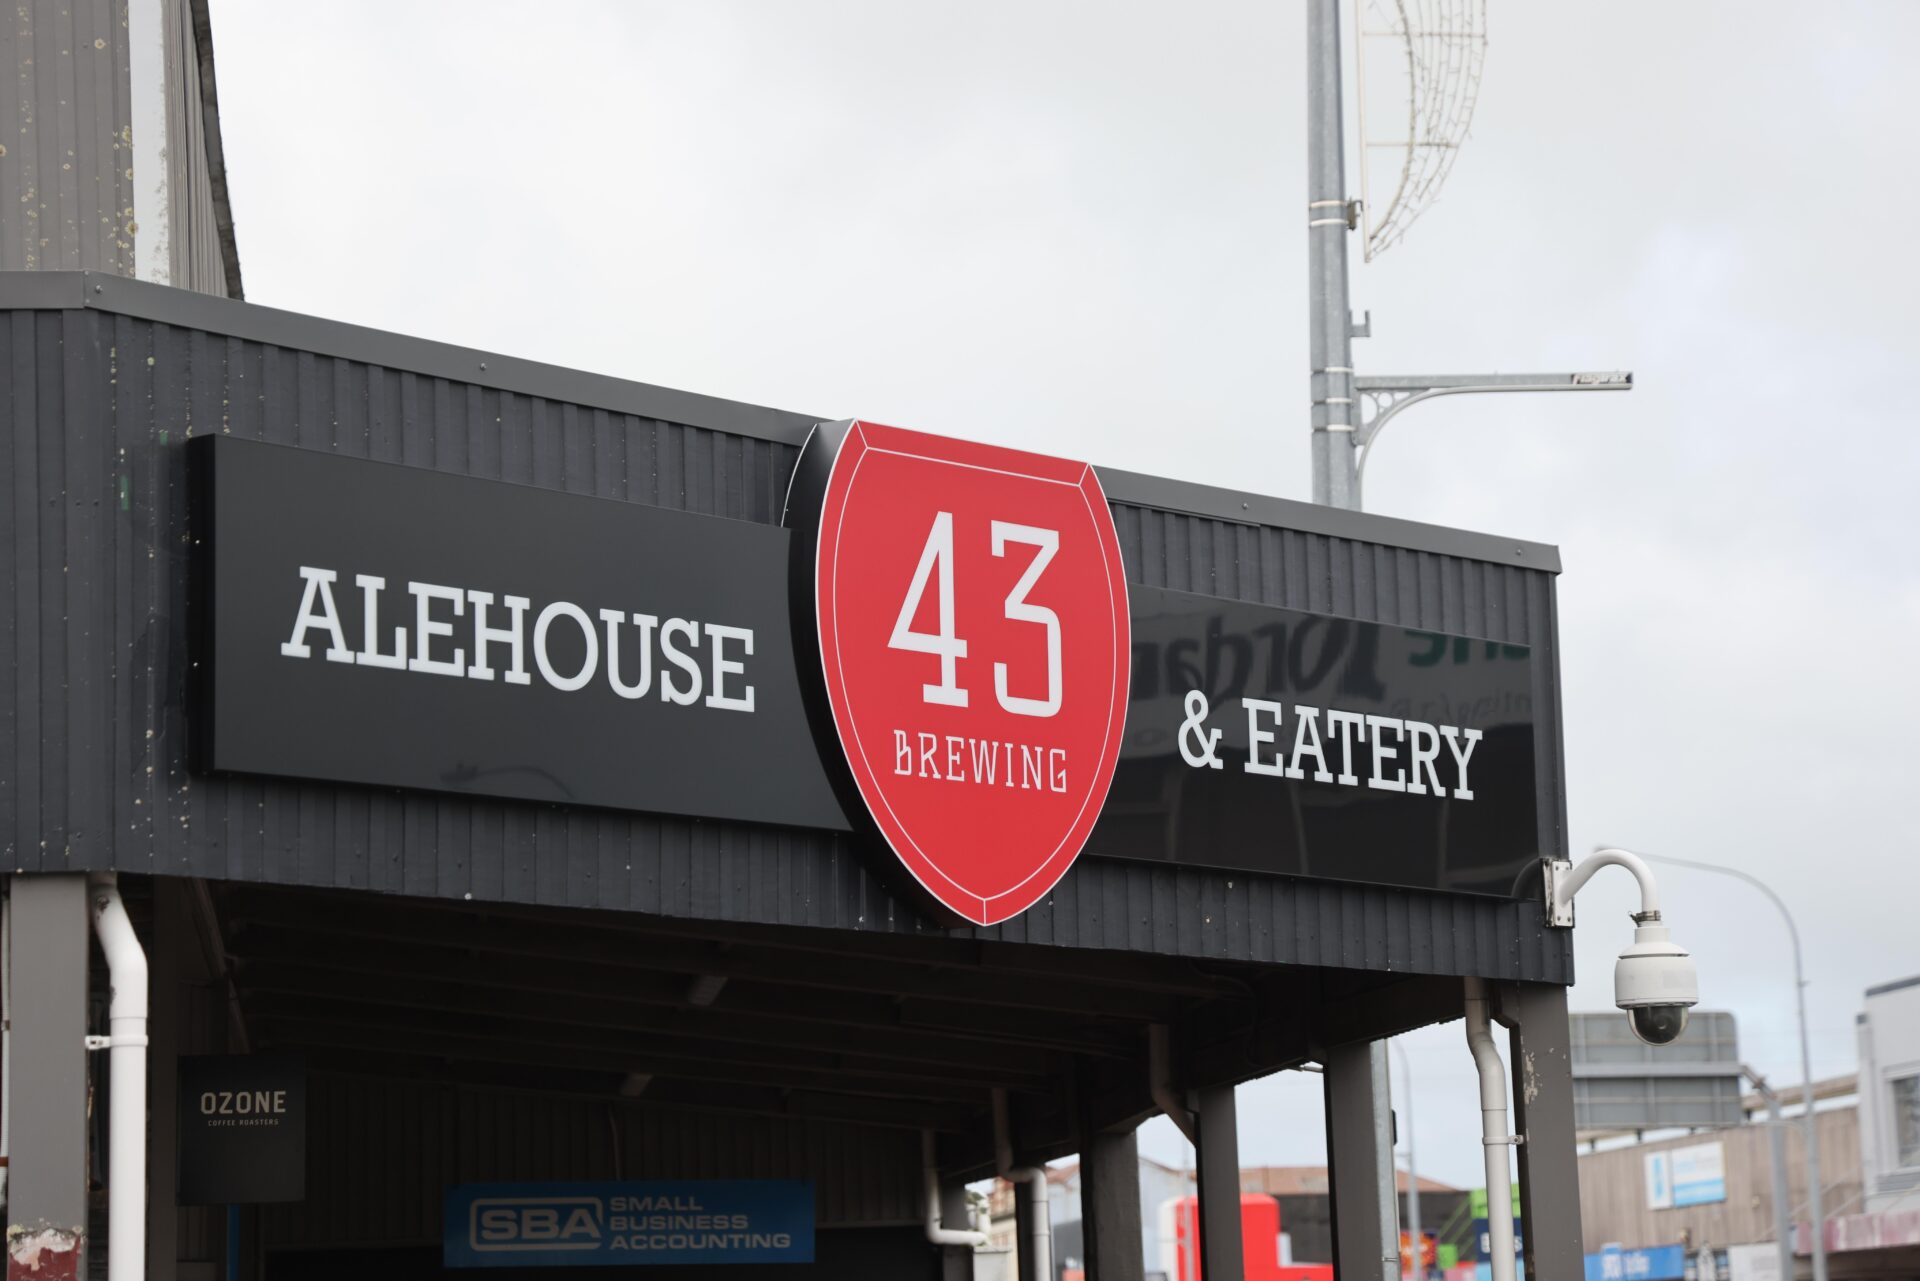 ALEHOUSE
43
BREWING
& EATERY
OZONE
COFFEE ROASTERS
SBA
SMALL
BUSINESS
ACCOUNTING